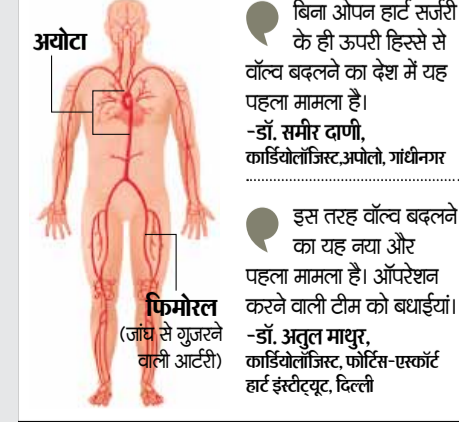 अयोटा
फिमोरल
(जांघ से गुजरने
वाली आर्टरी)
बिना ओपन हार्ट सर्जरी
के ही ऊपरी हिस्से से
वॉल्व बदलने का देश में यह
पहला मामला है।
-डॉ. समीर दाणी,
कार्डियोलॉजिस्ट,अपोलो, गांधीनगर
इस तरह वॉल्व बदलने
का यह नया और
पहला मामला है। ऑपरेशन
करने वाली टीम को बधाईयां।
-डॉ. अतुल माथुर,
कार्डियोलॉजिस्ट, फोर्टिस-एस्कॉर्ट
हार्ट इंस्टीट्यूट, दिल्ली